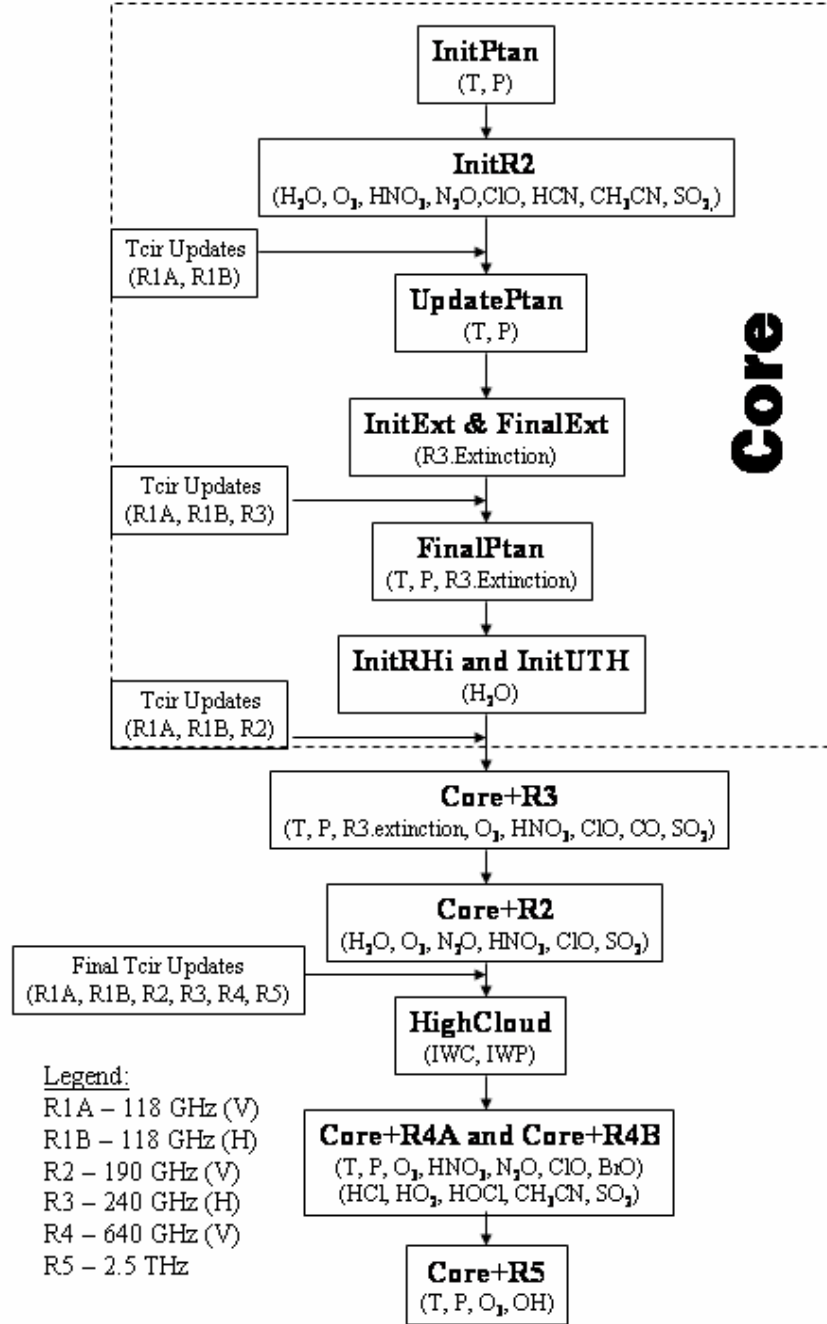 InitPtan
(T, P)
InitR2
(H₂O, O₃, HNO₃, N₂O,ClO, HCN, CH₃CN, SO₂,)
Tcir Updates
(R1A, R1B)
UpdatePtan
(T, P)
InitExt & FinalExt
(R3.Extinction)
Tcir Updates
(R1A, R1B, R3)
FinalPtan
(T, P, R3.Extinction)
InitRHi and InitUTH
(H₂O)
Tcir Updates
(R1A, R1B, R2)
Core
Core+R3
(T, P, R3.extinction, O₃, HNO₃, ClO, CO, SO₂)
Core+R2
(H₂O, O₃, N₂O, HNO₃, ClO, SO₂)
Final Tcir Updates
(R1A, R1B, R2, R3, R4, R5)
HighCloud
(IWC, IWP)
Core+R4A and Core+R4B
(T, P, O₃, HNO₃, N₂O, ClO, BrO)
(HCl, HO₂, HOCl, CH₃CN, SO₂)
Core+R5
(T, P, O₃, OH)
Legend:
R1A – 118 GHz (V)
R1B – 118 GHz (H)
R2 – 190 GHz (V)
R3 – 240 GHz (H)
R4 – 640 GHz (V)
R5 – 2.5 THz